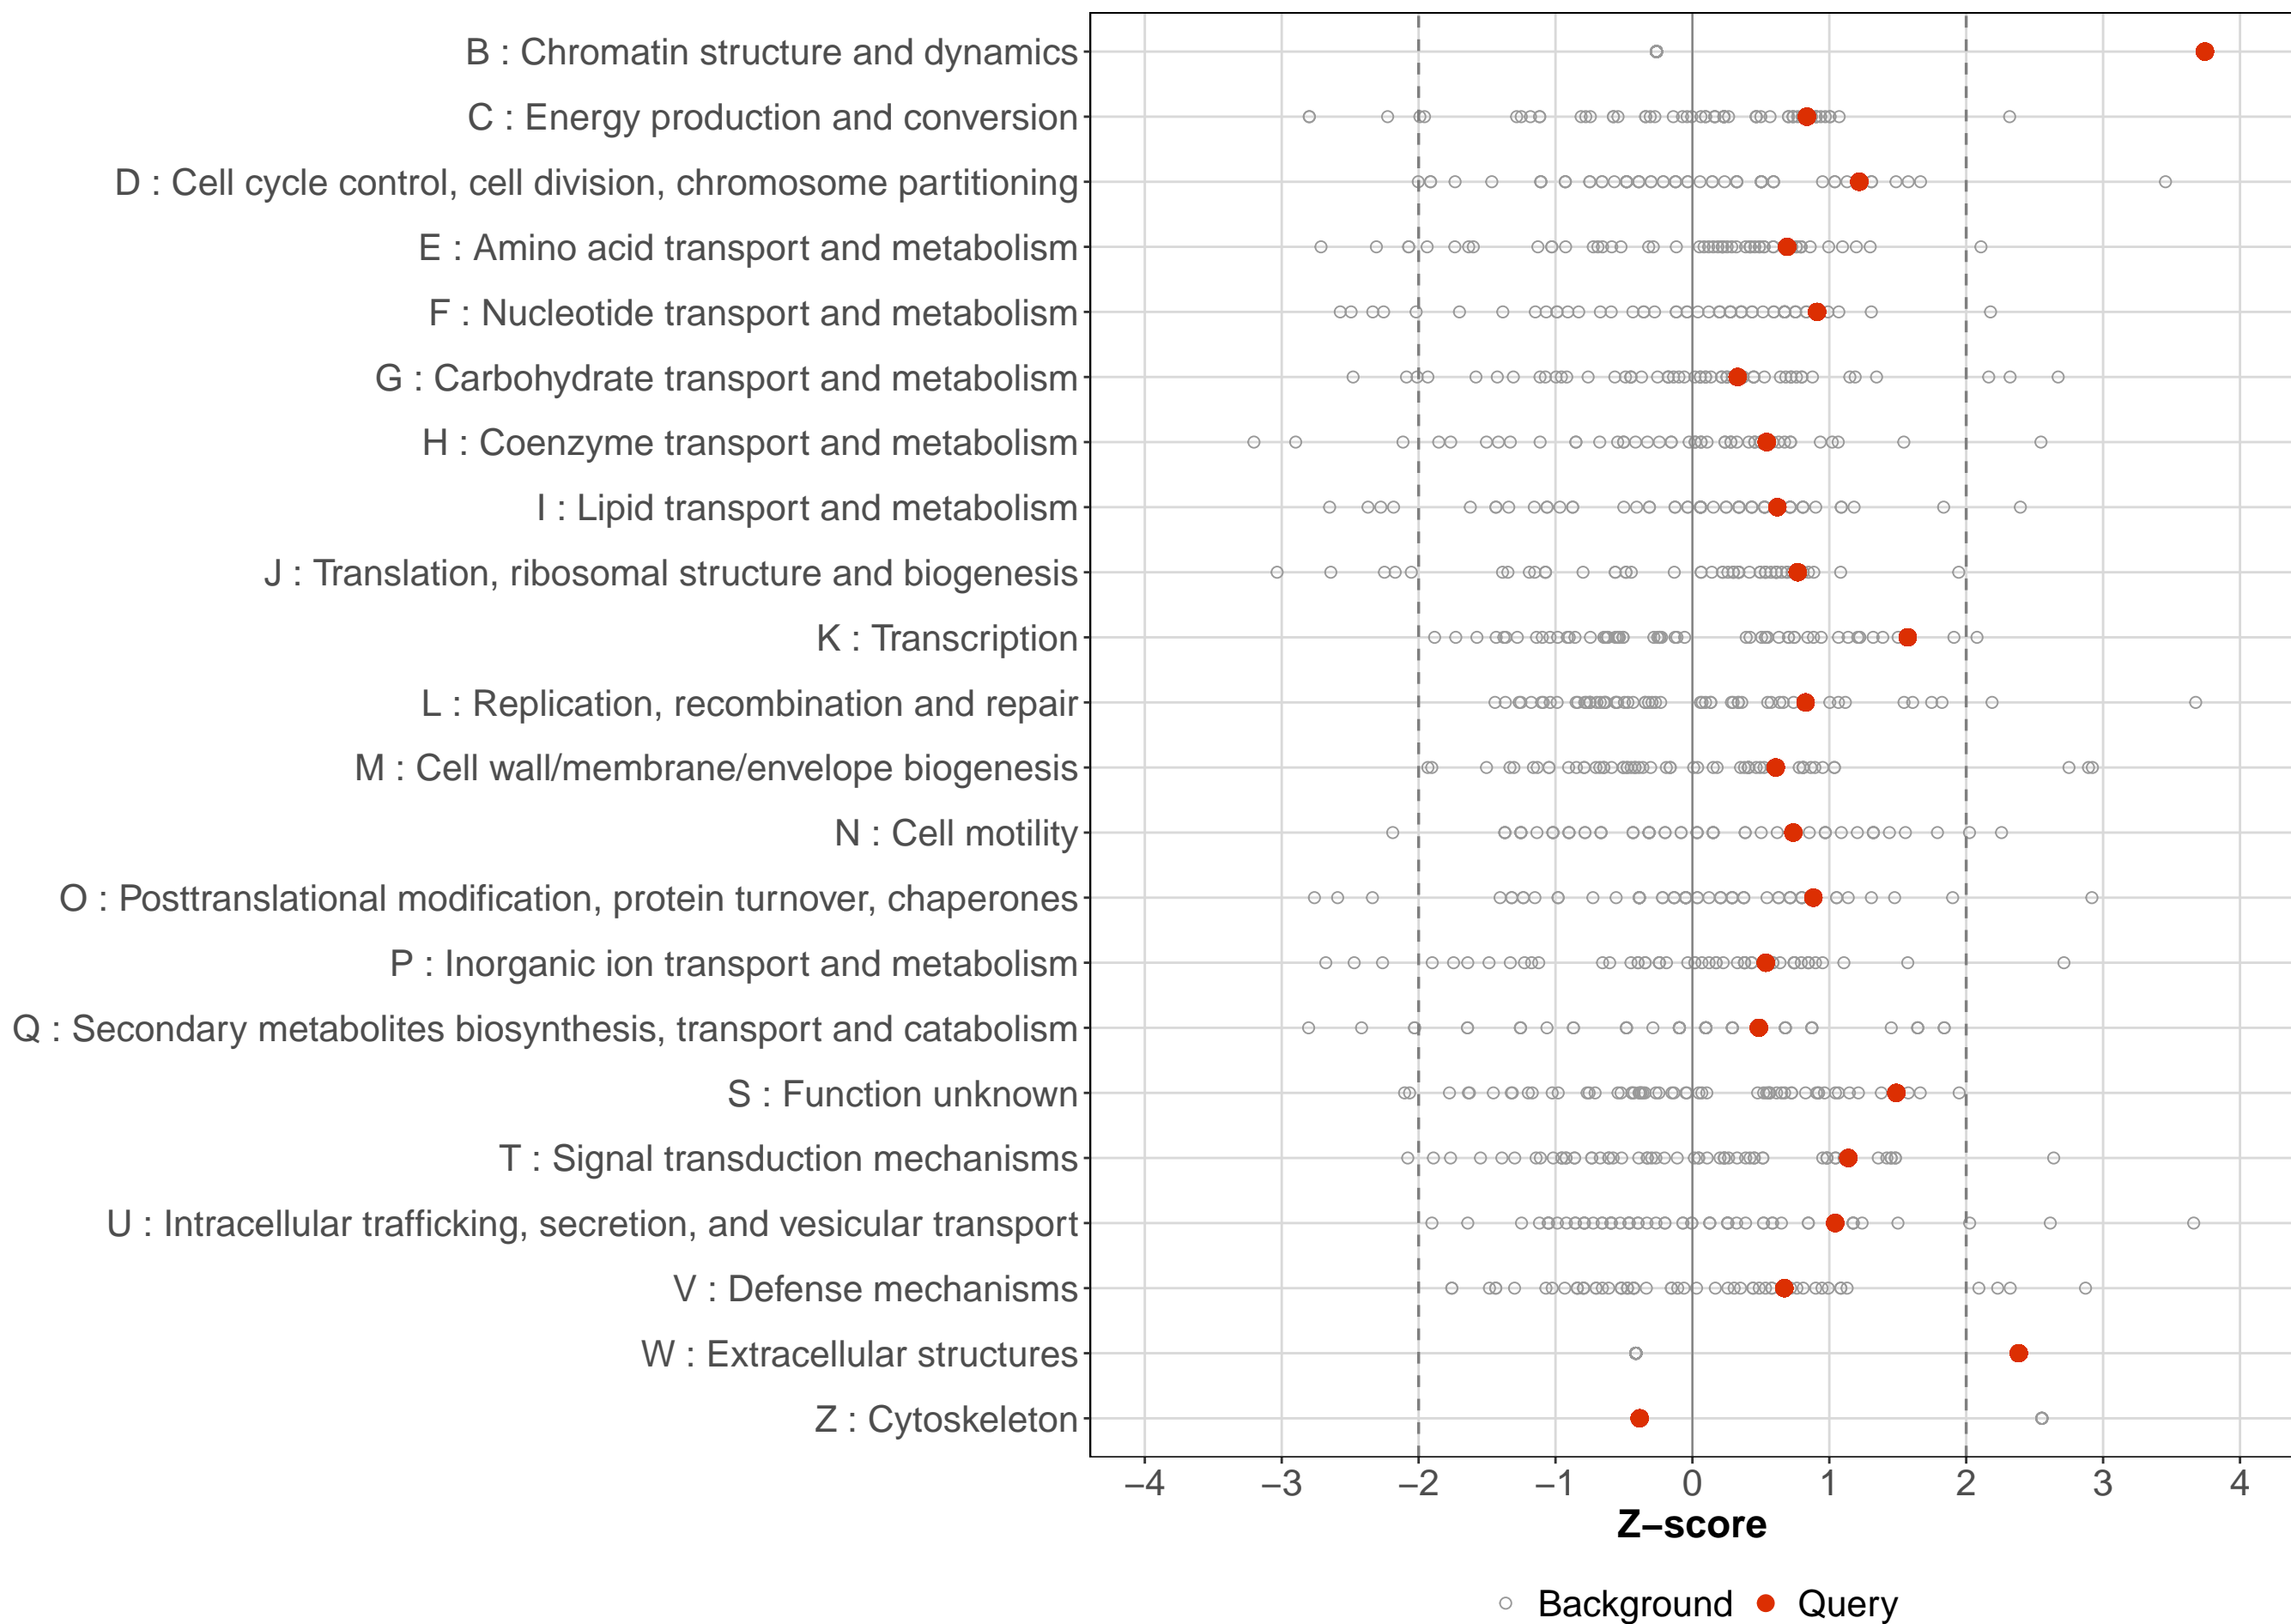 B : Chromatin structure and dynamics
C : Energy production and conversion
D : Cell cycle control, cell division, chromosome partitioning
E : Amino acid transport and metabolism
F : Nucleotide transport and metabolism
G : Carbohydrate transport and metabolism
H : Coenzyme transport and metabolism
I : Lipid transport and metabolism
J : Translation, ribosomal structure and biogenesis
K : Transcription
L : Replication, recombination and repair
M : Cell wall/membrane/envelope biogenesis
N : Cell motility
O : Posttranslational modification, protein turnover, chaperones
P : Inorganic ion transport and metabolism
Q : Secondary metabolites biosynthesis, transport and catabolism
S : Function unknown
T : Signal transduction mechanisms
U : Intracellular trafficking, secretion, and vesicular transport
V : Defense mechanisms
W : Extracellular structures
Z : Cytoskeleton
−4 −3 −2 −1 0 1 2 3 4
Z−score
Background Query